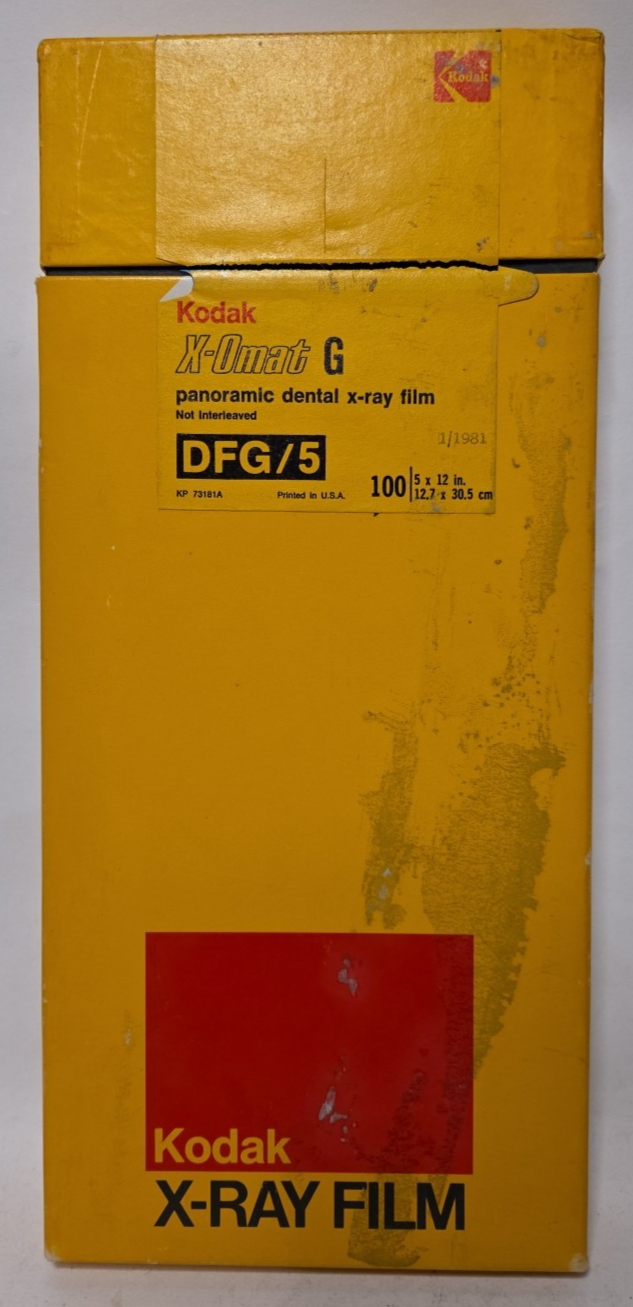 Kodak
Kodak
X-Omat G
panoramic dental x-ray film
Not Interleaved
1/1981
DFG/5
100 5 x 12 in.
12.7 x 30.5 cm
KP 73181A Printed in U.S.A.
Kodak
X-RAY FILM